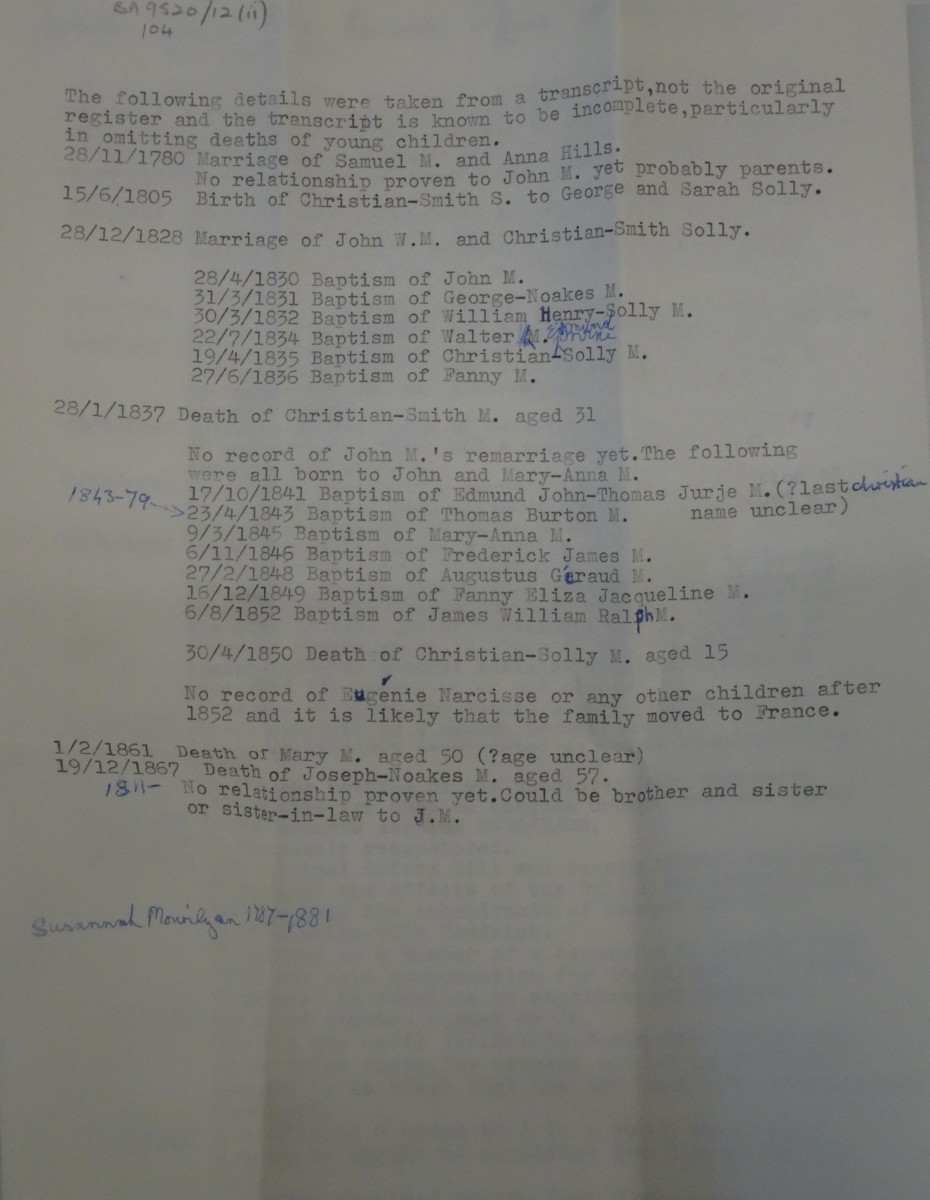 BA 9520/12(ii)
104
The following details were taken from a transcript,not the original
register and the transcript is known to be incomplete,particularly
in omitting deaths of young children.
28/11/1780 Marriage of Samuel M. and Anna Hills.
No relationship proven to John M. yet probably parents.
15/6/1805 Birth of Christian-Smith S. to George and Sarah Solly.
28/12/1828 Marriage of John W.M. and Christian-Smith Solly.
28/4/1830 Baptism of John M.
31/3/1831 Baptism of George-Noakes M.
30/3/1832 Baptism of William Henry-Solly M.
22/7/1834 Baptism of Walter M.
19/4/1835 Baptism of Christian-Solly M.
27/6/1836 Baptism of Fanny M.
28/1/1837 Death of Christian-Smith M. aged 31
No record of John M.'s remarriage yet.The following
were all born to John and Mary-Anna M.
17/10/1841 Baptism of Edmund John-Thomas Jurje M.(?last christian
1843-79 23/4/1843 Baptism of Thomas Burton M. name unclear)
9/3/1845 Baptism of Mary-Anna M.
6/11/1846 Baptism of Frederick James M.
27/2/1848 Baptism of Augustus Géraud M.
16/12/1849 Baptism of Fanny Eliza Jacqueline M.
6/8/1852 Baptism of James William Ralph M.
30/4/1850 Death of Christian-Solly M. aged 15
No record of Eugénie Narcisse or any other children after
1852 and it is likely that the family moved to France.
1/2/1861 Death of Mary M. aged 50 (?age unclear)
19/12/1867 Death of Joseph-Noakes M. aged 57.
1811- No relationship proven yet.Could be brother and sister
or sister-in-law to J.M.
Susannah 1787-1881